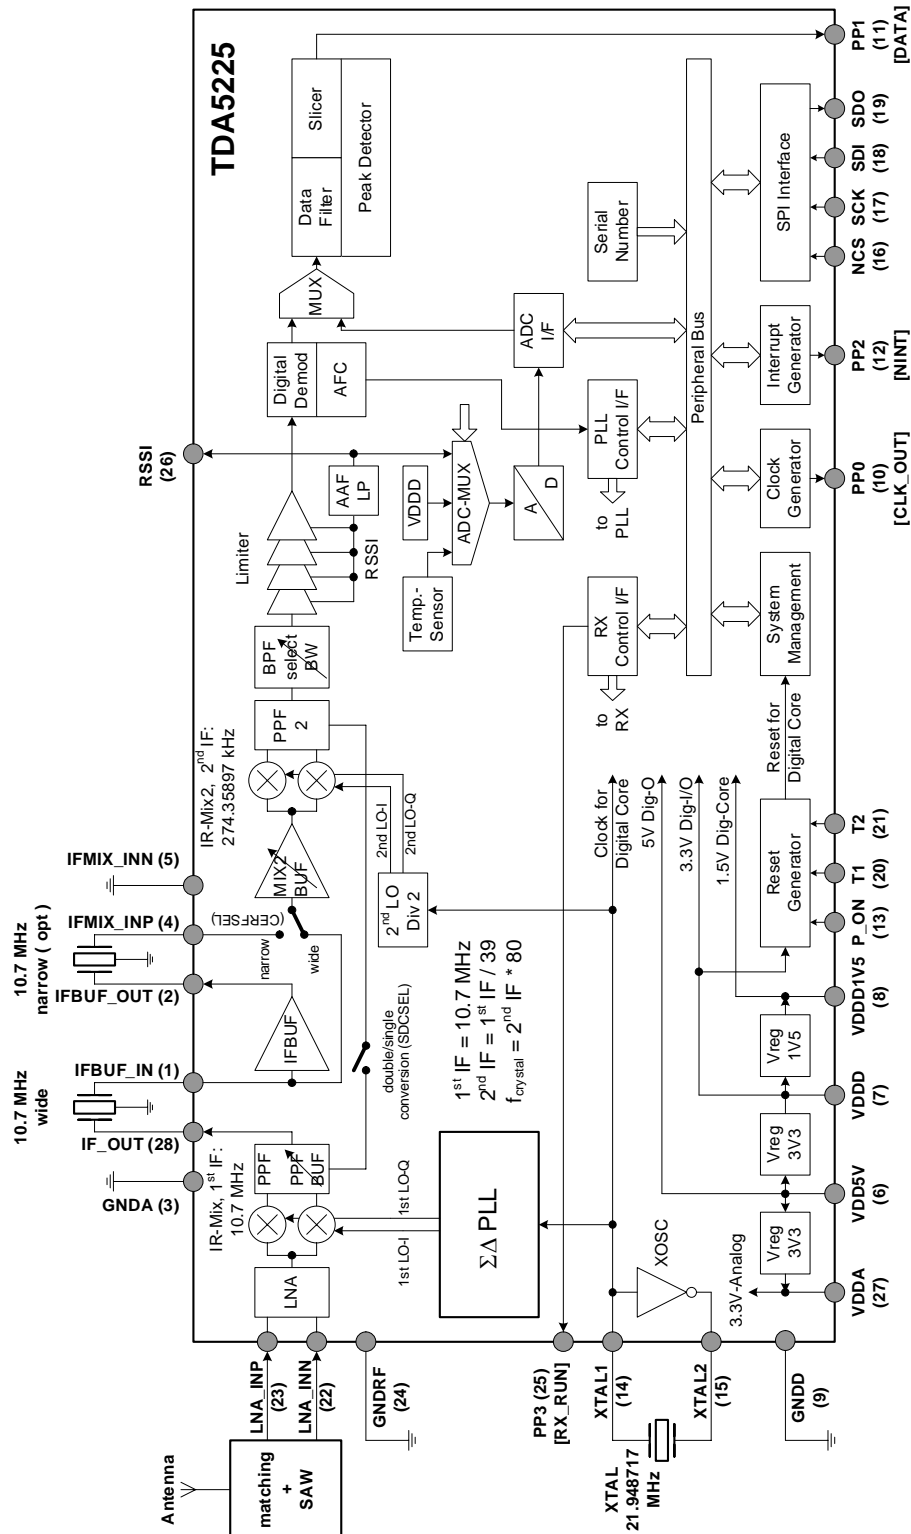 TDA5225
Antenna
matching
+
SAW
LNA_INP
(23)
LNA_INN
(22)
GNDRF
(24)
PP3 (25)
[RX_RUN]
XTAL1
(14)
XTAL
21.948717
MHz
XTAL2
(15)
GNDD
(9)
GNDA (3)
IF_OUT (28)
10.7 MHz
wide
IFBUF_IN (1)
IFBUF_OUT (2)
10.7 MHz
narrow ( opt )
IFMIX_INP (4)
IFMIX_INN (5)
RSSI
(26)
LNA
IR-Mix, 1st IF:
10.7 MHz
PPF
PPF
BUF
1st LO-I
1st LO-Q
ΣΔ PLL
IFBUF
double/single
conversion (SDCSEL)
narrow
(CERFSEL)
wide
MIX2
BUF
IR-Mix2, 2nd IF:
274.35897 kHz
PPF
2
2nd LO-I
2nd LO-Q
2nd LO
Div 2
BPF
select
BW
Limiter
RSSI
AAF
LP
Digital
Demod
AFC
MUX
Data
Filter
Slicer
Peak Detector
Temp.-
Sensor
VDDD
ADC-MUX
A
D
ADC
I/F
1st IF = 10.7 MHz
2nd IF = 1st IF / 39
fcrystal = 2nd IF * 80
RX
Control I/F
to
RX
PLL
Control I/F
to
PLL
Serial
Number
Peripheral Bus
XOSC
Clock for
Digital Core
5V Dig-O
3.3V Dig-I/O
1.5V Dig-Core
3.3V-Analog
Vreg
3V3
Vreg
3V3
Vreg
1V5
Reset
Generator
Reset for
Digital Core
System
Management
Clock
Generator
Interrupt
Generator
SPI Interface
VDDA
(27)
VDD5V
(6)
VDDD
(7)
VDDD1V5
(8)
P_ON
(13)
T1
(20)
T2
(21)
PP0
(10)
[CLK_OUT]
PP2
(12)
[NINT]
NCS
(16)
SCK
(17)
SDI
(18)
SDO
(19)
PP1
(11)
[DATA]